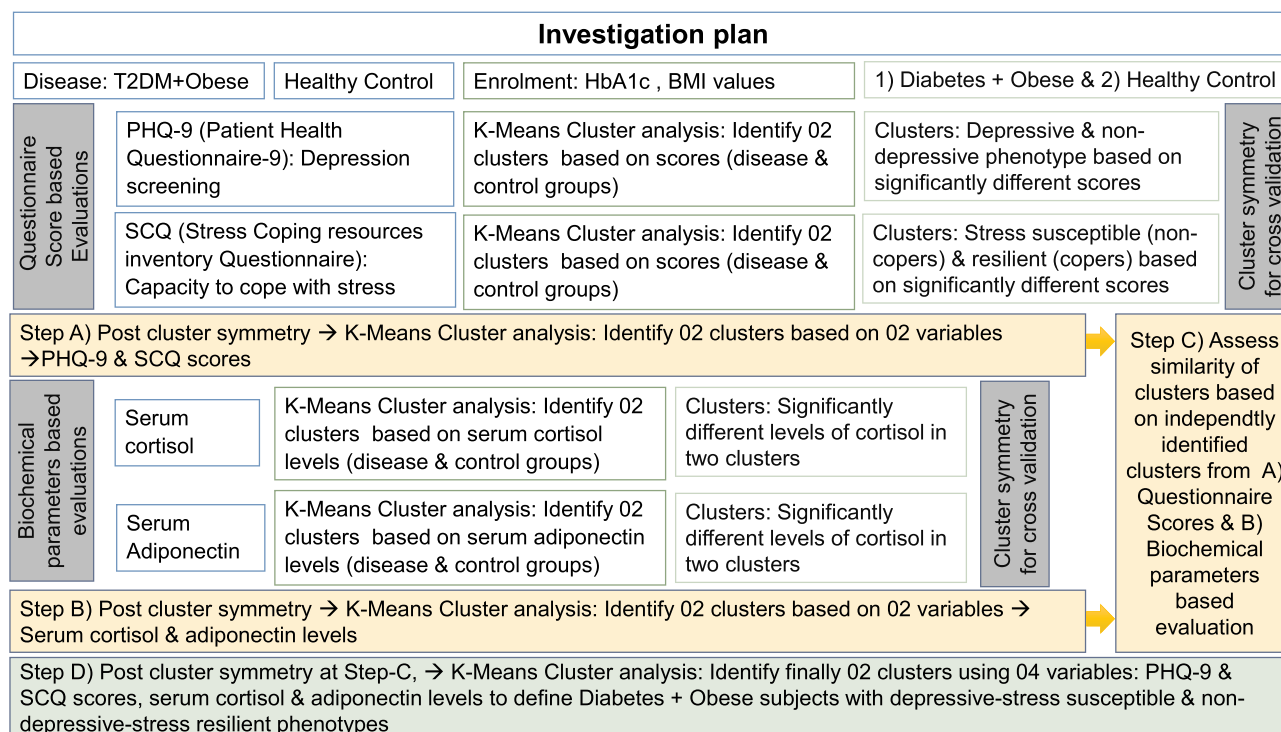 Investigation plan
Disease: T2DM+Obese
Healthy Control
Enrolment: HbA1c , BMI values
1) Diabetes + Obese & 2) Healthy Control
Questionnaire
Score based
Evaluations
PHQ-9 (Patient Health
Questionnaire-9): Depression
screening
K-Means Cluster analysis: Identify 02
clusters based on scores (disease &
control groups)
Clusters: Depressive & non-
depressive phenotype based on
significantly different scores
Cluster symmetry
for cross validation
SCQ (Stress Coping resources
inventory Questionnaire):
Capacity to cope with stress
K-Means Cluster analysis: Identify 02
clusters based on scores (disease &
control groups)
Clusters: Stress susceptible (non-
copers) & resilient (copers) based
on significantly different scores
Step A) Post cluster symmetry → K-Means Cluster analysis: Identify 02 clusters based on 02 variables
→PHQ-9 & SCQ scores
Biochemical
parameters based
evaluations
Serum
cortisol
K-Means Cluster analysis: Identify 02
clusters based on serum cortisol
levels (disease & control groups)
Clusters: Significantly
different levels of cortisol in
two clusters
Cluster symmetry
for cross validation
Serum
Adiponectin
K-Means Cluster analysis: Identify 02
clusters based on serum adiponectin
levels (disease & control groups)
Clusters: Significantly
different levels of cortisol in
two clusters
Step B) Post cluster symmetry → K-Means Cluster analysis: Identify 02 clusters based on 02 variables →
Serum cortisol & adiponectin levels
Step C) Assess
similarity of
clusters based
on independtly
identified
clusters from A)
Questionnaire
Scores & B)
Biochemical
parameters
based
evaluation
Step D) Post cluster symmetry at Step-C, → K-Means Cluster analysis: Identify finally 02 clusters using 04 variables: PHQ-9 &
SCQ scores, serum cortisol & adiponectin levels to define Diabetes + Obese subjects with depressive-stress susceptible & non-
depressive-stress resilient phenotypes